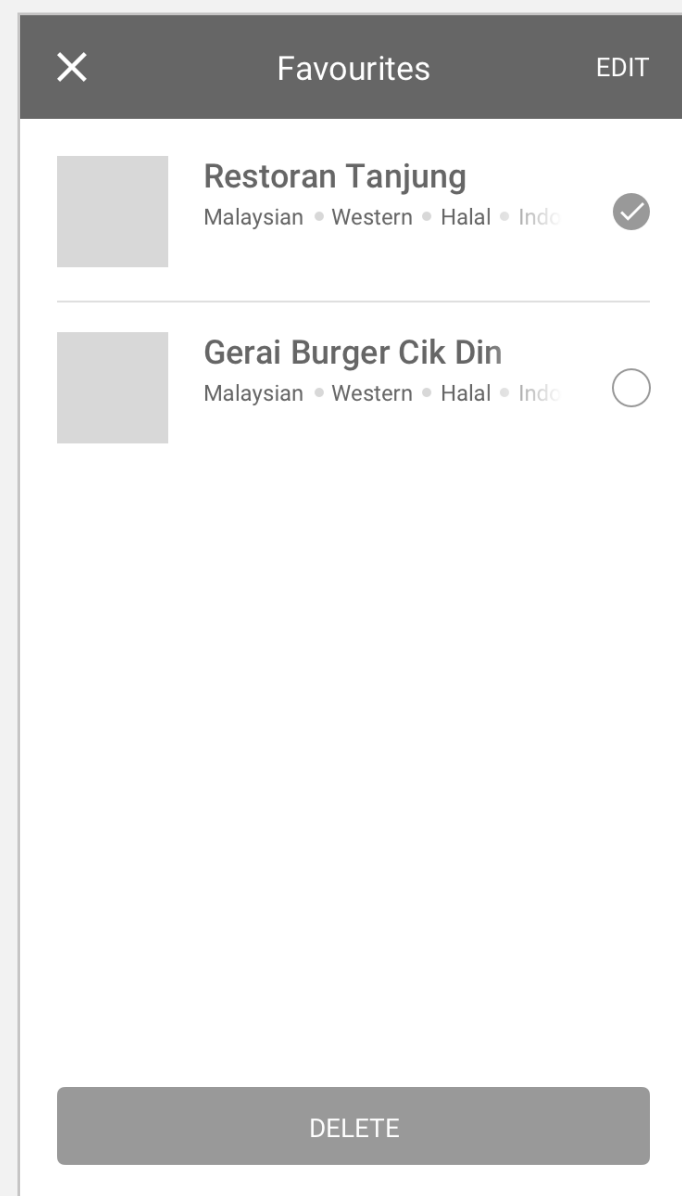 Favourites EDIT
Restoran Tanjung
Malaysian • Western • Halal •
Gerai Burger Cik Din
Malaysian • Western • Halal •
DELETE